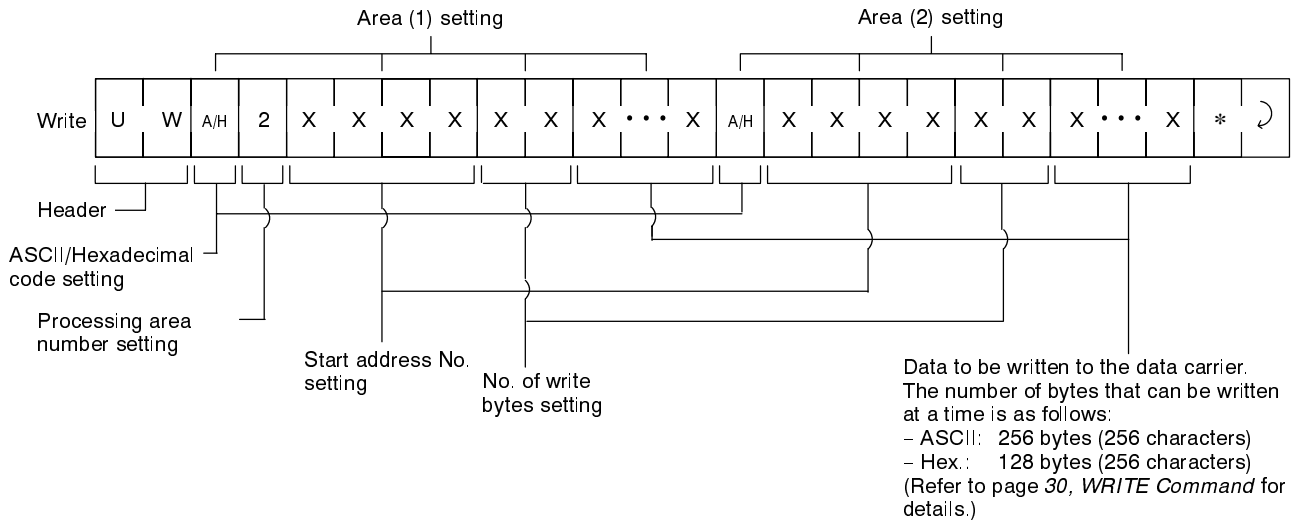 Area (1) setting Area (2) setting
Write U W A/H 2 X X X X X X X • • • X A/H X X X X X X X • • • X *
Header
ASCII/Hexadecimal
code setting
Processing area
number setting
Start address No.
setting
No. of write
bytes setting
Data to be written to the data carrier.
The number of bytes that can be written
at a time is as follows:
– ASCII: 256 bytes (256 characters)
– Hex.: 128 bytes (256 characters)
(Refer to page 30, WRITE Command for
details.)